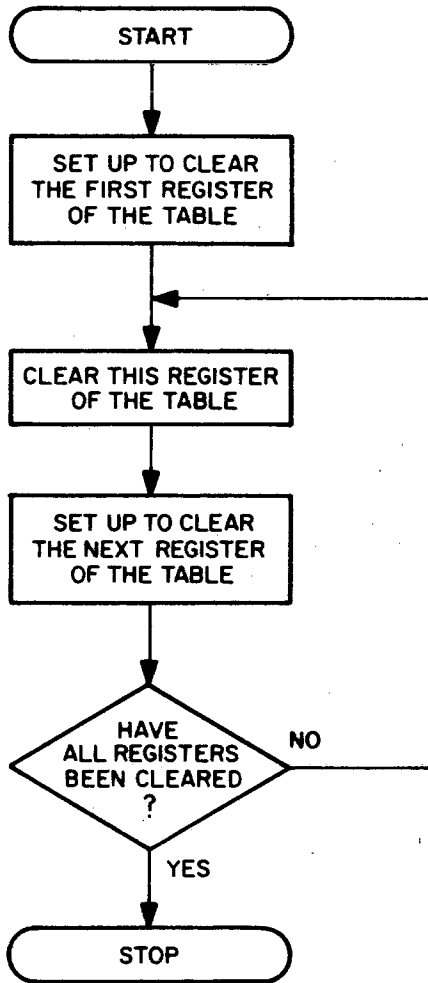 START
SET UP TO CLEAR
THE FIRST REGISTER
OF THE TABLE
CLEAR THIS REGISTER
OF THE TABLE
SET UP TO CLEAR
THE NEXT REGISTER
OF THE TABLE
HAVE
ALL REGISTERS
BEEN CLEARED
?
NO
YES
STOP